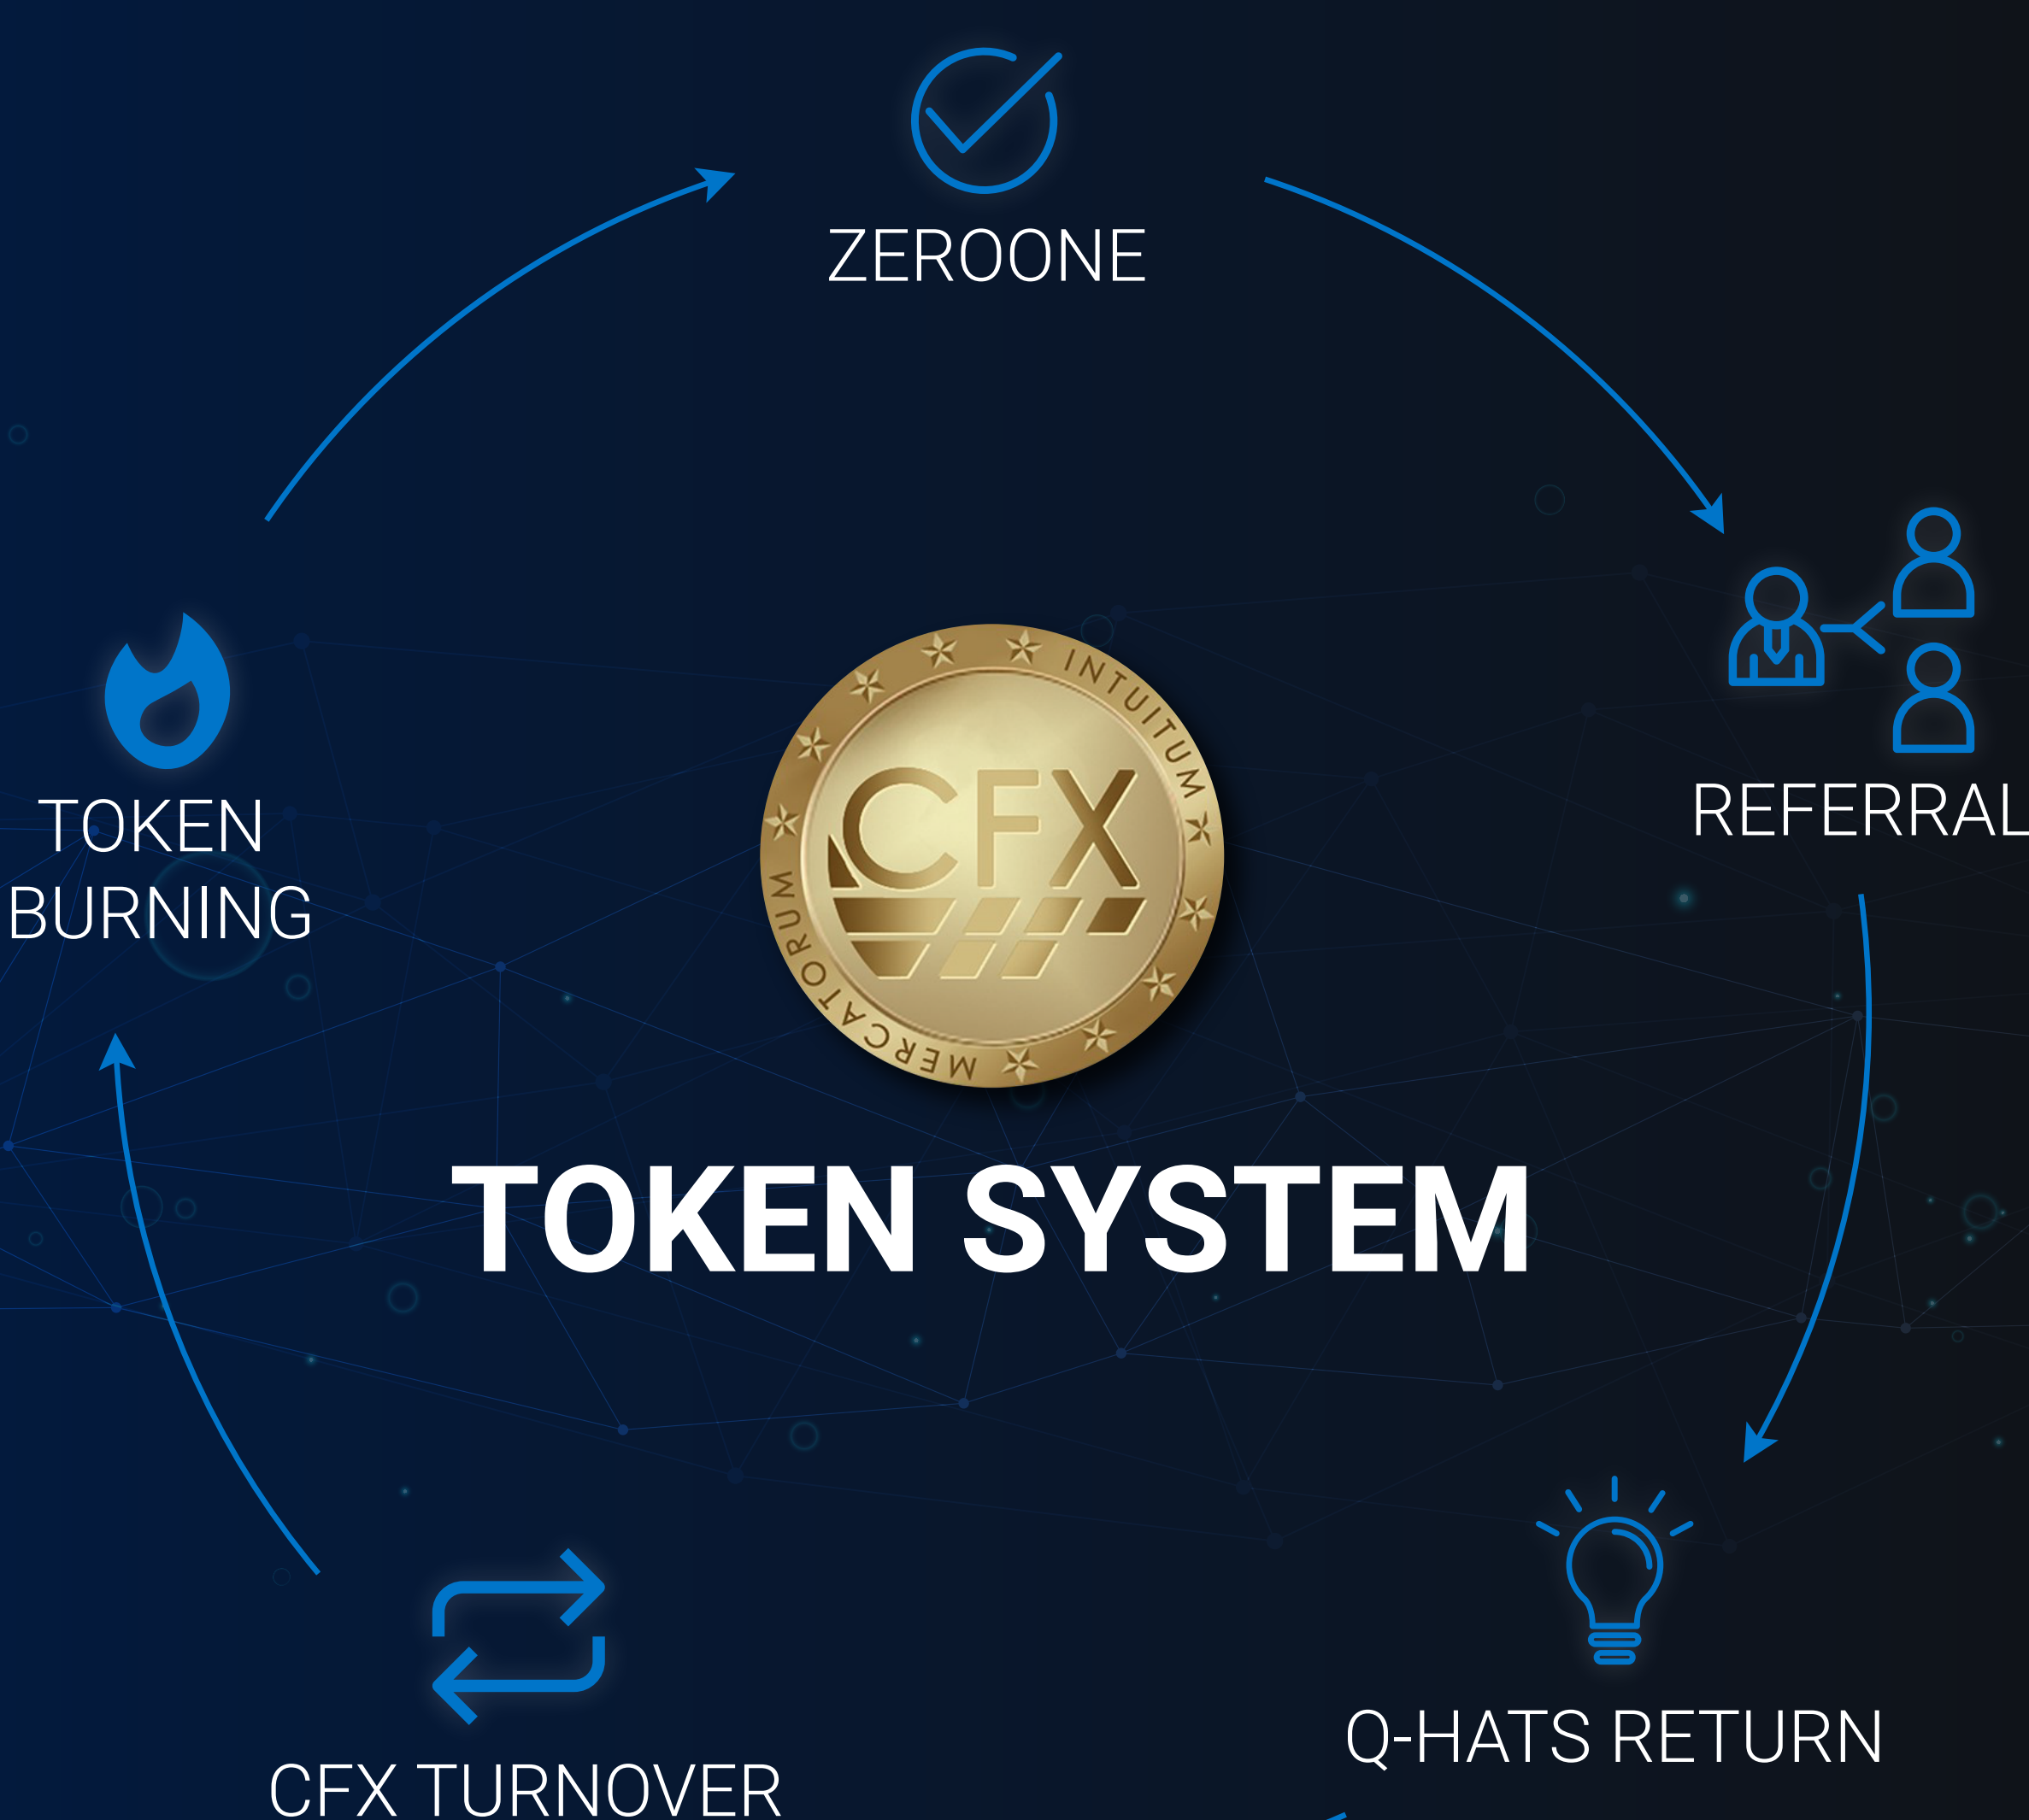 ZEROONE
REFERRAL
TOKEN
BURNING
INTUITUM
CFX
MERCATORUM
TOKEN SYSTEM
Q-HATS RETURN
CFX TURNOVER